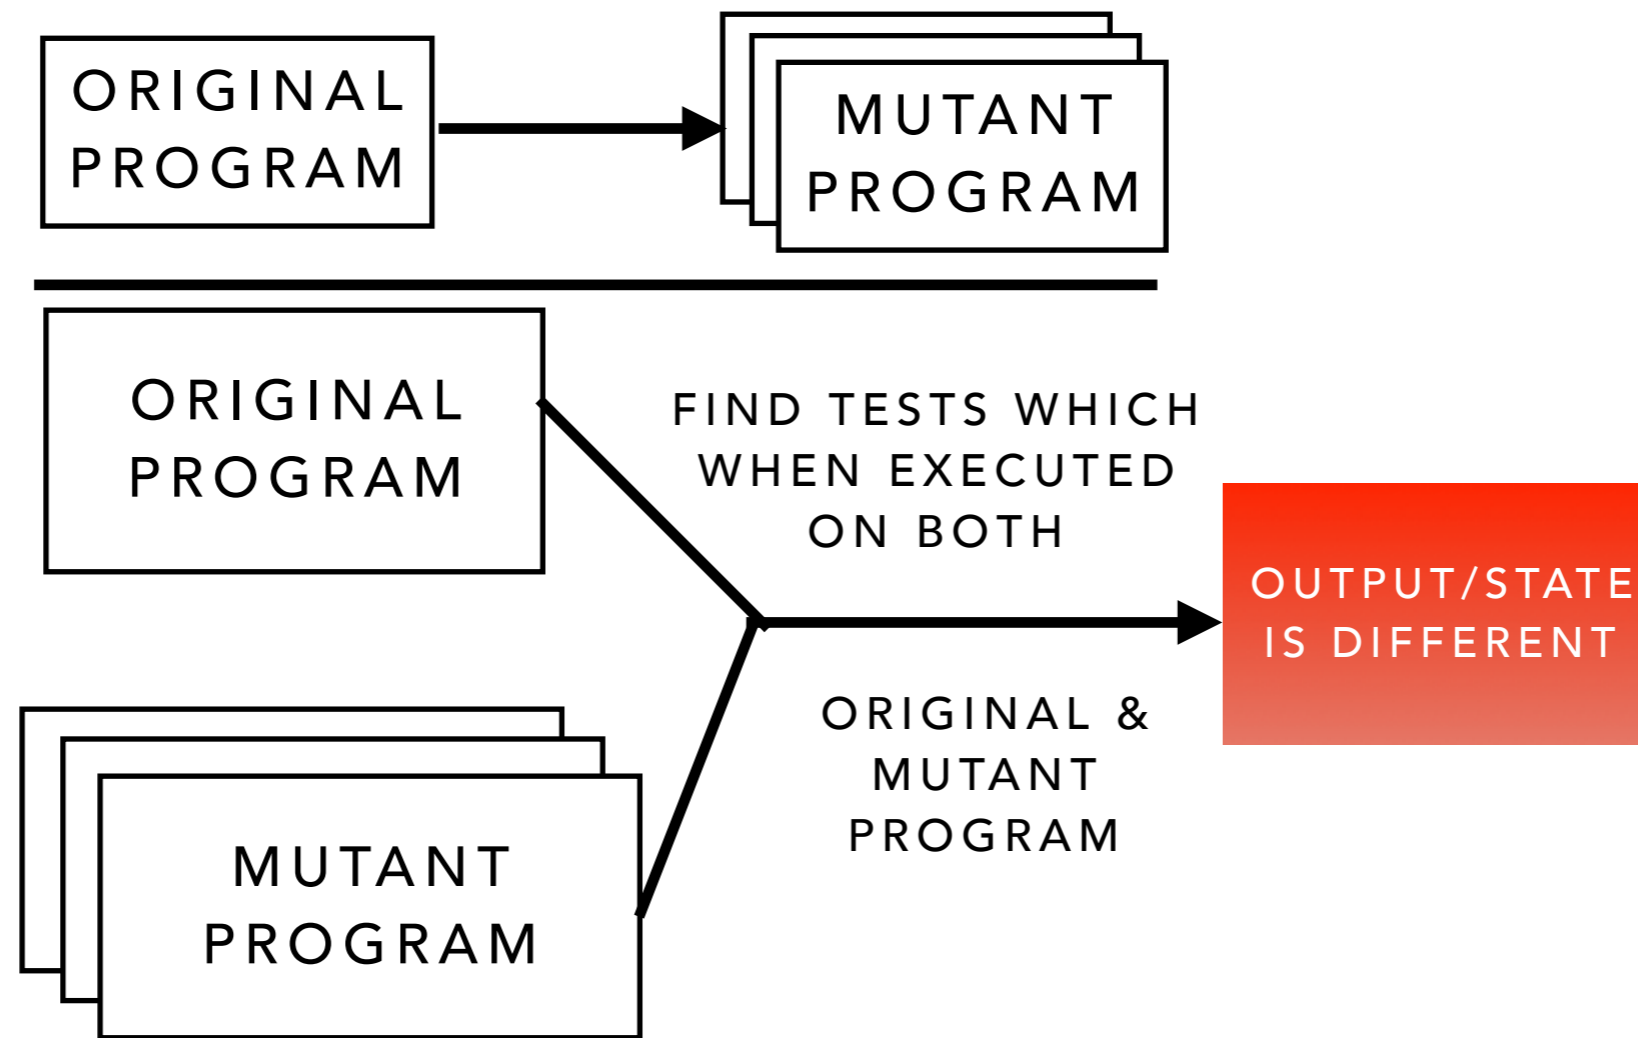 ORIGINAL
PROGRAM
MUTANT
PROGRAM
ORIGINAL
PROGRAM
FIND TESTS WHICH
WHEN EXECUTED
ON BOTH
OUTPUT/STATE
IS DIFFERENT
ORIGINAL &
MUTANT
PROGRAM
MUTANT
PROGRAM